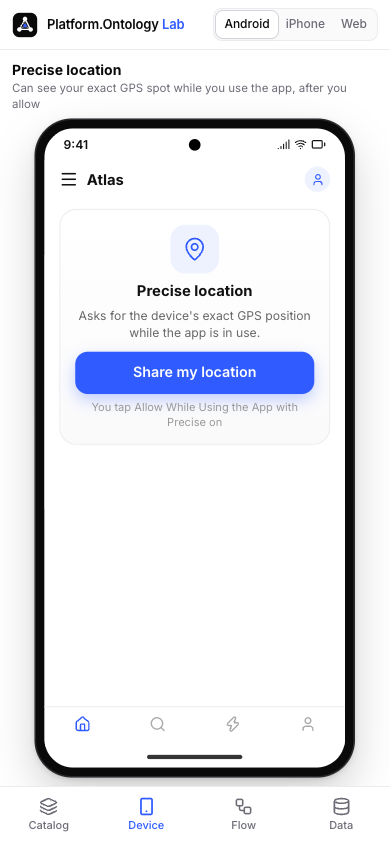 Platform.Ontology Lab
Android
iPhone
Web
Precise location
Can see your exact GPS spot while you use the app, after you
allow
9:41
Atlas
Precise location
Asks for the device's exact GPS position
while the app is in use.
Share my location
You tap Allow While Using the App with
Precise on
Catalog
Device
Flow
Data